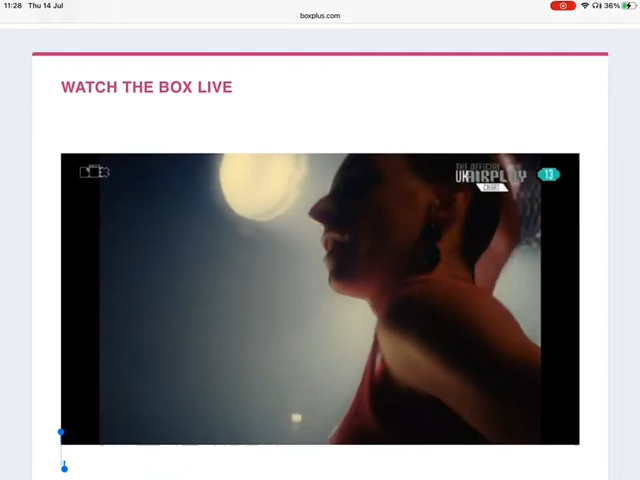 11:28 Thu 14 Jul
36%
boxplus.com
WATCH THE BOX LIVE
THE OFFICIAL
UK AIRPLAY 13
CHART